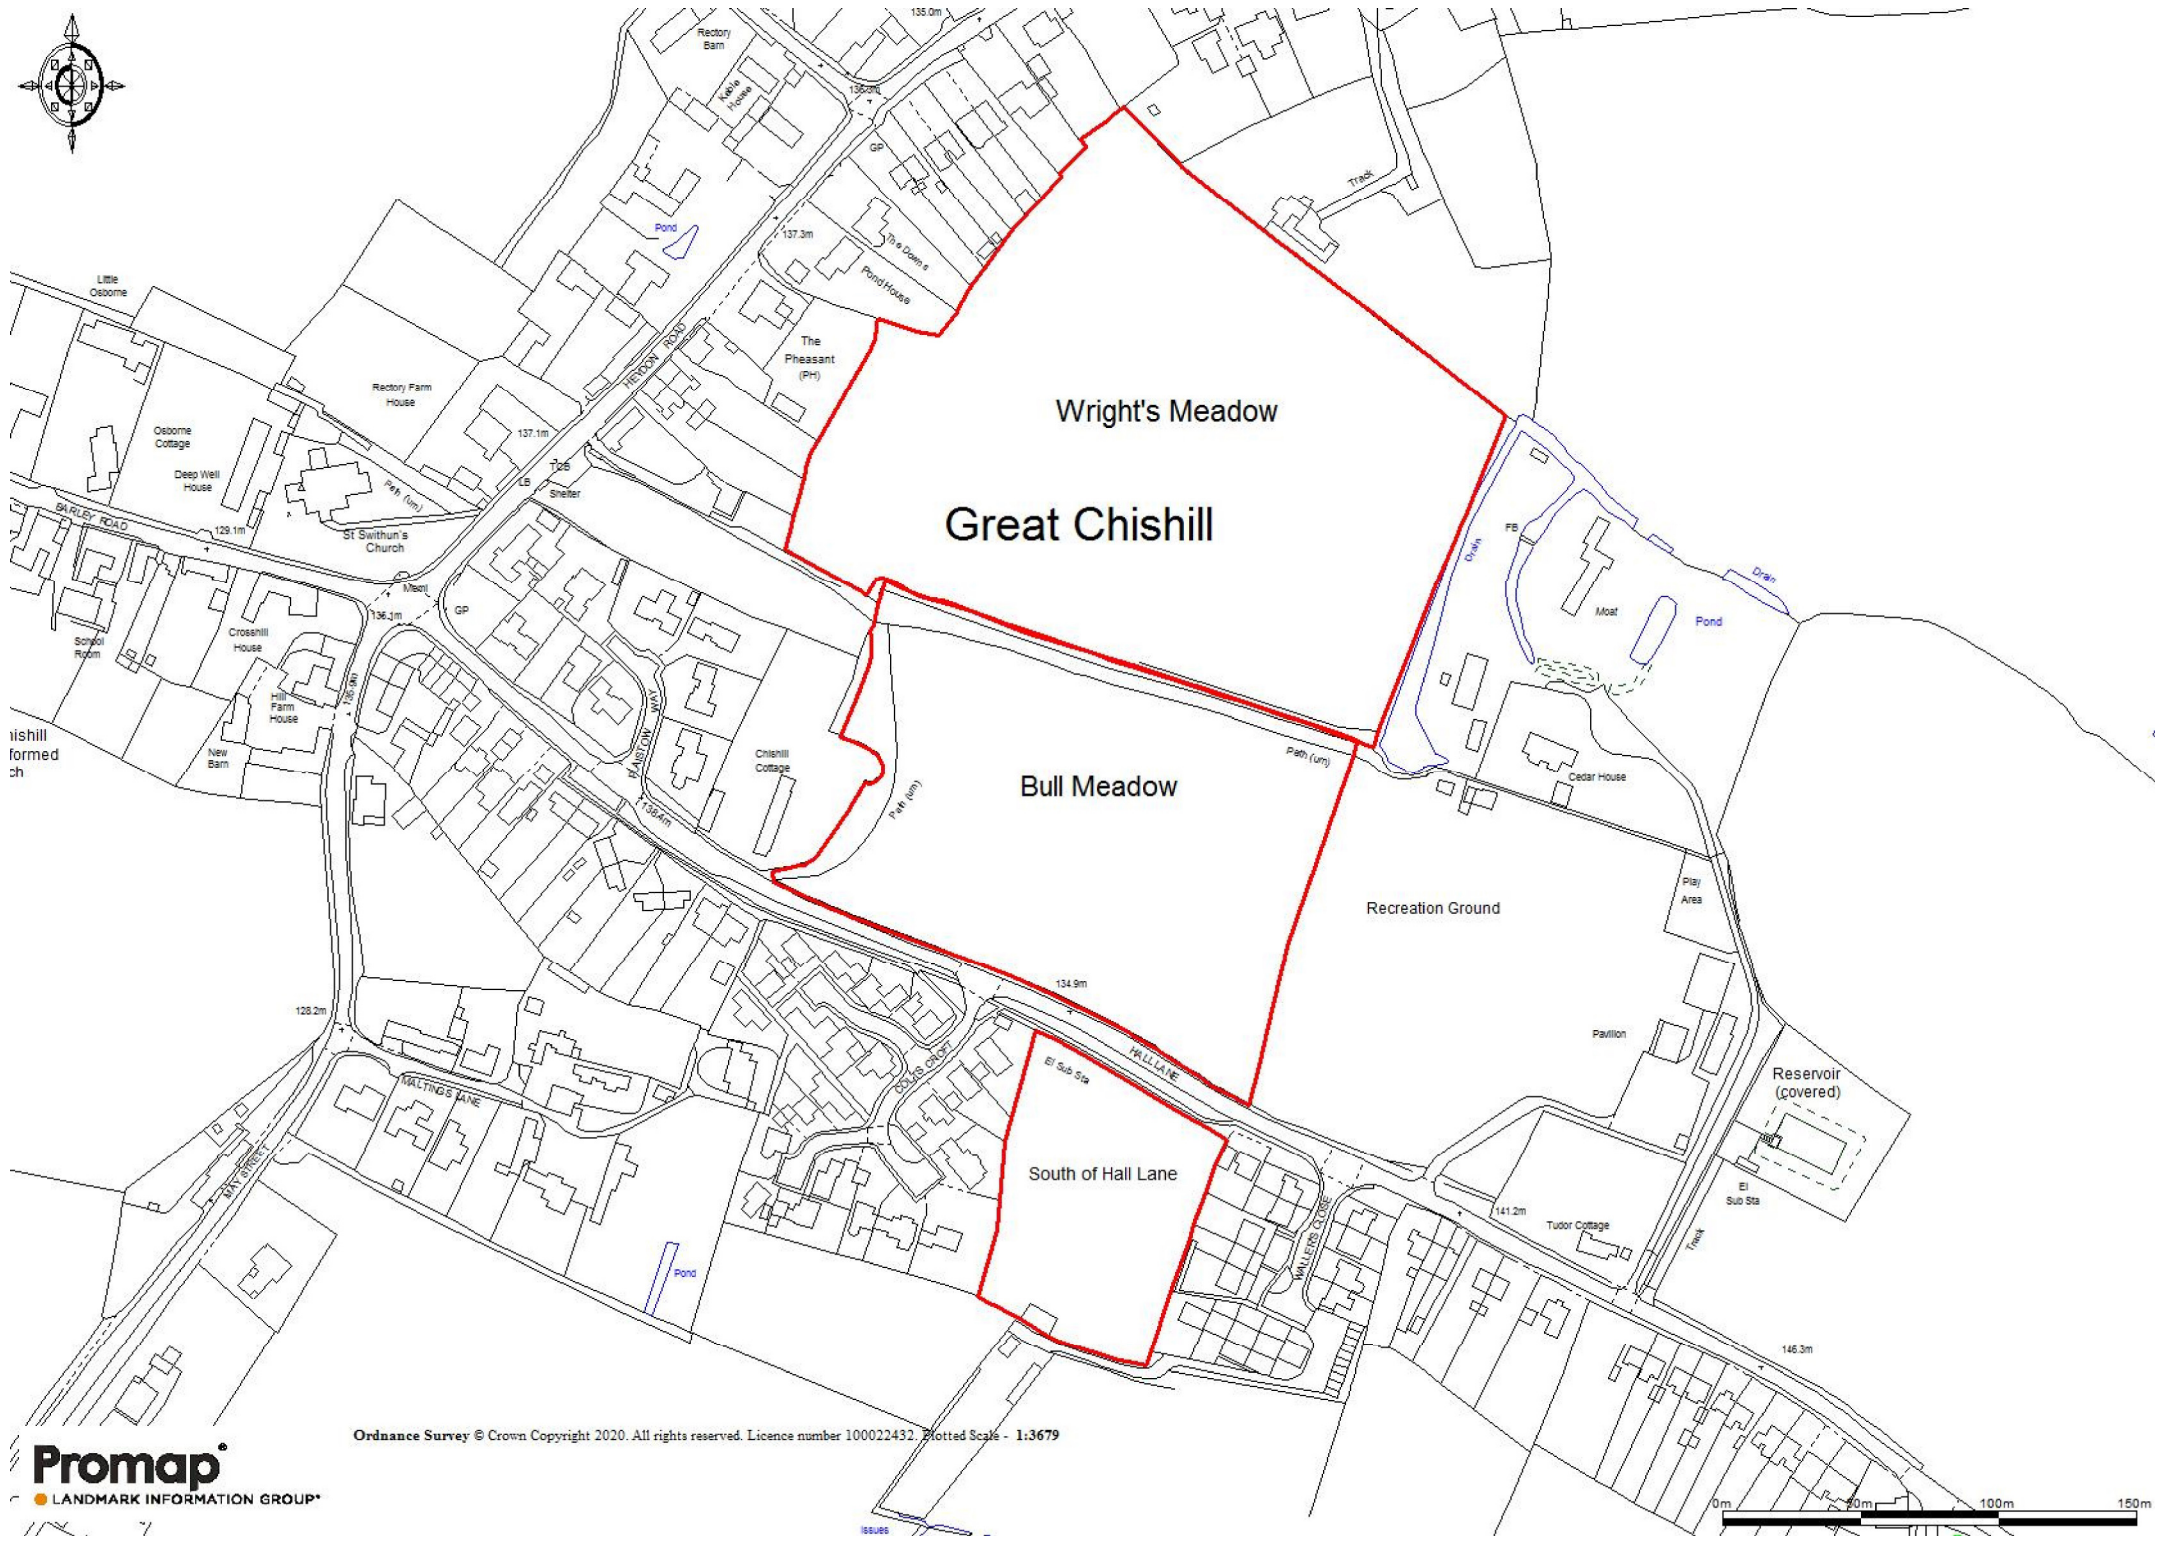 135.0m
Rectory
Barn
Keble
House
136.3m
GP
Track
Pond
137.3m
The Downs
Pond House
Little
Osborne
HEYDON ROAD
The
Pheasant
(PH)
Rectory Farm
House
Wright's Meadow
Osborne
Cottage
137.1m
TCB
Deep Well
House
Path (um)
LB
Shelter
BARLEY ROAD
129.1m
St Swithun's
Church
Great Chishill
FB
Drain
Drain
Moat
Pond
Meml
136.1m
GP
School
Room
Crosshill
House
135.9m
Hill
Farm
House
PLAISTOW WAY
New
Barn
Chishill
Cottage
Path (um)
Bull Meadow
Path (um)
Cedar House
138.4m
Play
Area
Recreation Ground
134.9m
128.2m
Pavilion
HALL LANE
El Sub Sta
COLTS CROFT
MALTINGS LANE
Reservoir
(covered)
MAY STREET
South of Hall Lane
El
Sub Sta
WALLERS CLOSE
141.2m
Tudor Cottage
Track
Pond
146.3m
Ordnance Survey © Crown Copyright 2020. All rights reserved. Licence number 100022432. Plotted Scale - 1:3679
Promap®
LANDMARK INFORMATION GROUP®
0m 50m 100m 150m
Issues